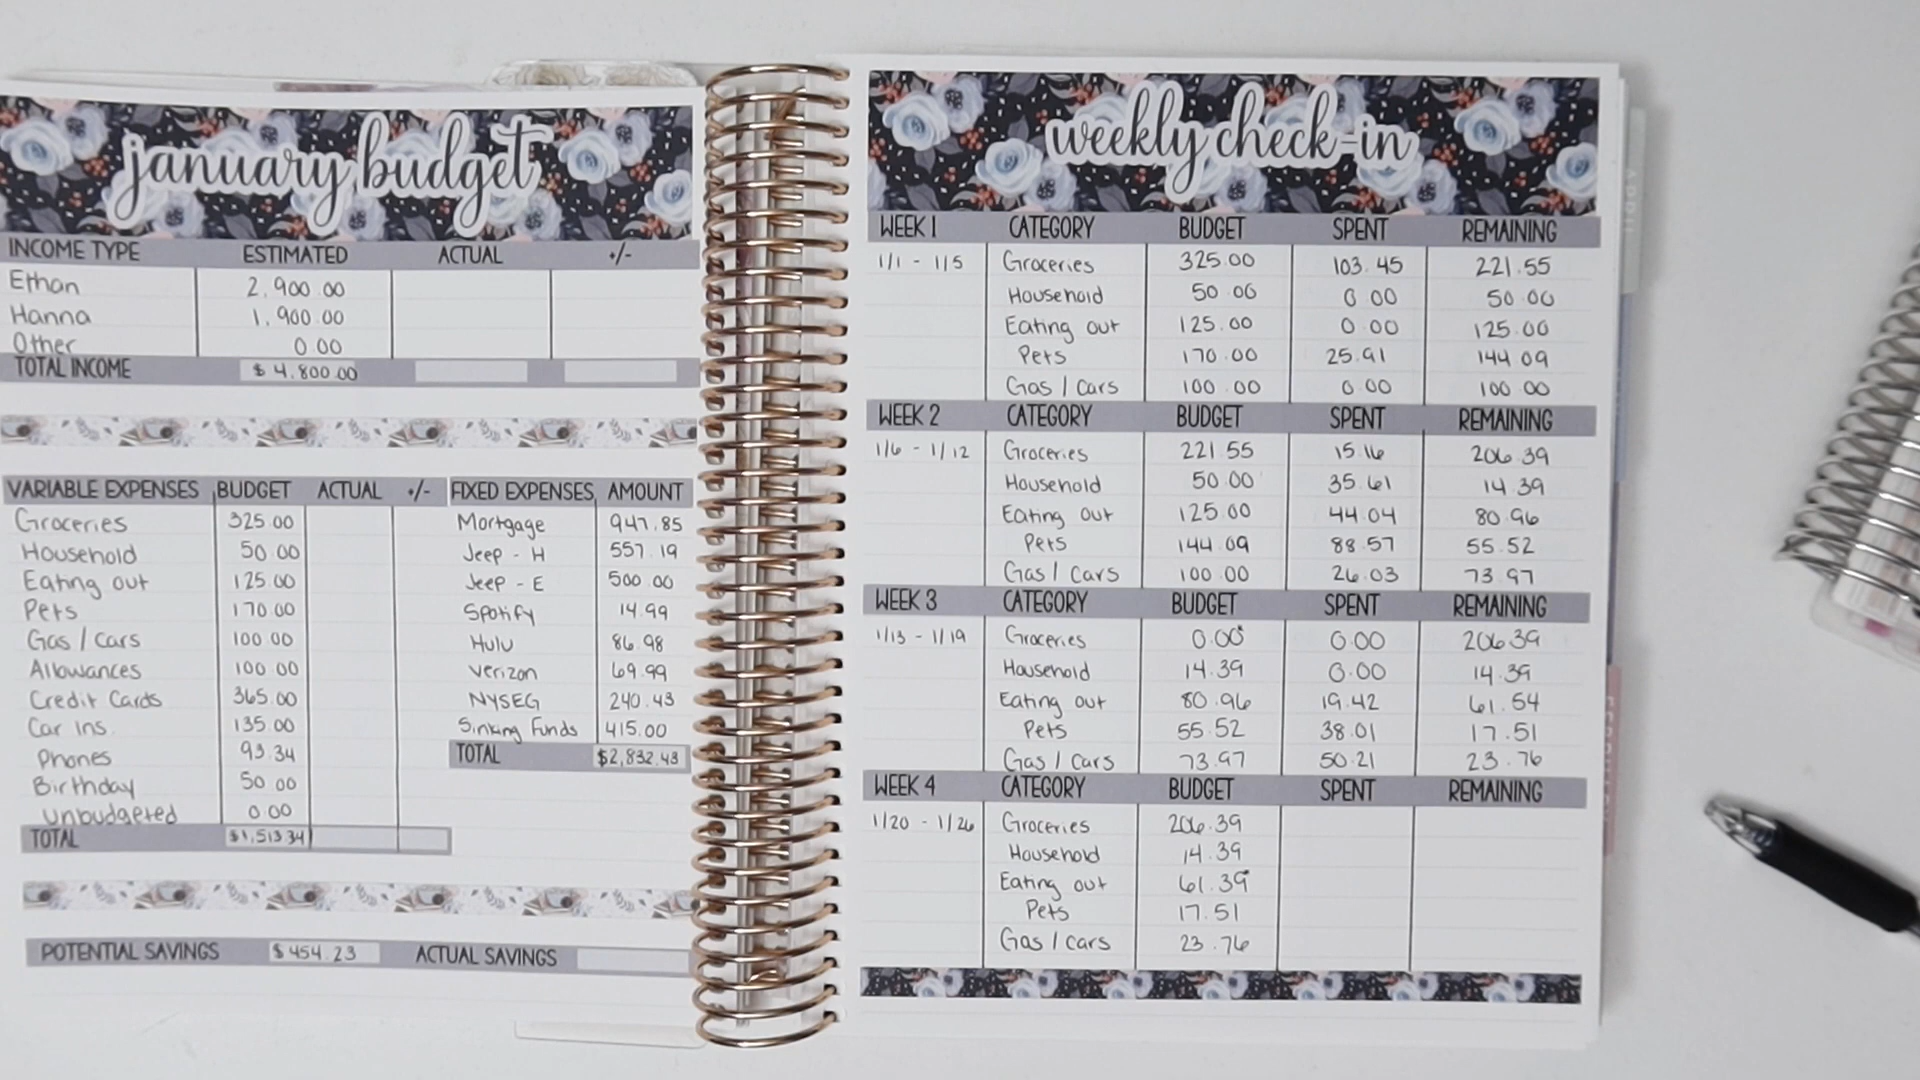 january budget
INCOME TYPE ESTIMATED ACTUAL +/-
Ethan 2,900.00
Hanna 1,900.00
Other 0.00
TOTAL INCOME $4,800.00
VARIABLE EXPENSES BUDGET ACTUAL +/-
Groceries 325.00
Household 50.00
Eating out 125.00
Pets 170.00
Gas / Cars 100.00
Allowances 100.00
Credit Cards 365.00
Car Ins. 135.00
Phones 93.34
Birthday 50.00
Unbudgeted 0.00
TOTAL $1,513.34
FIXED EXPENSES AMOUNT
Mortgage 947.85
Jeep - H 557.19
Jeep - E 500.00
Spotify 14.99
Hulu 86.98
Verizon 69.99
NYSEG 240.43
Sinking Funds 415.00
TOTAL $2,832.43
POTENTIAL SAVINGS $454.23 ACTUAL SAVINGS
weekly check-in
WEEK 1 CATEGORY BUDGET SPENT REMAINING
1/1 - 1/5 Groceries 325.00 103.45 221.55
Household 50.00 0.00 50.00
Eating out 125.00 0.00 125.00
Pets 170.00 25.91 144.09
Gas / Cars 100.00 0.00 100.00
WEEK 2 CATEGORY BUDGET SPENT REMAINING
1/6 - 1/12 Groceries 221.55 15.16 206.39
Household 50.00 35.61 14.39
Eating out 125.00 44.04 80.96
Pets 144.09 88.57 55.52
Gas / Cars 100.00 26.03 73.97
WEEK 3 CATEGORY BUDGET SPENT REMAINING
1/13 - 1/19 Groceries 0.00 0.00 206.39
Household 14.39 0.00 14.39
Eating out 80.96 19.42 61.54
Pets 55.52 38.01 17.51
Gas / Cars 73.97 50.21 23.76
WEEK 4 CATEGORY BUDGET SPENT REMAINING
1/20 - 1/26 Groceries 206.39
Household 14.39
Eating out 61.39
Pets 17.51
Gas / Cars 23.76
APRIL